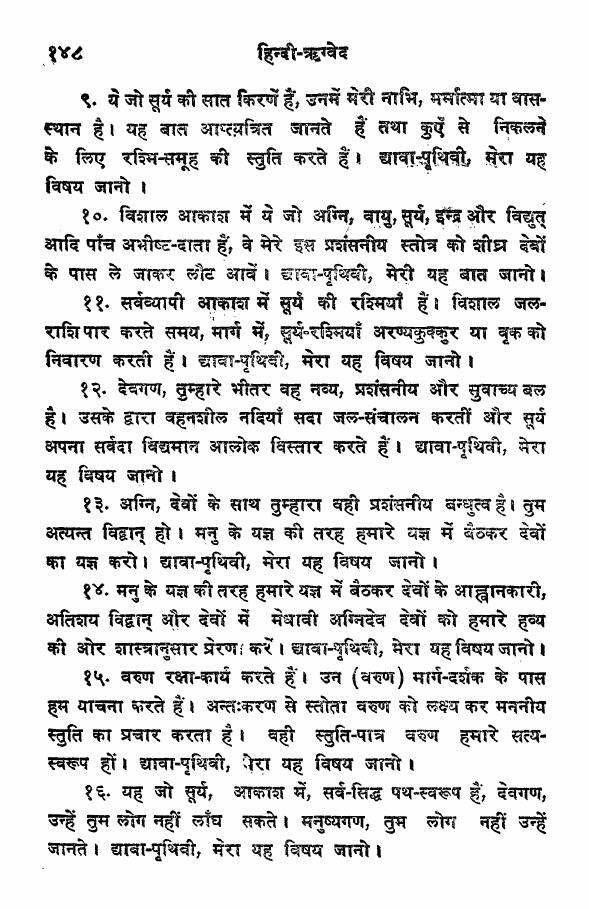 १४८ हिन्दी-ऋग्वेद
९. ये जो सूर्य की सात किरणें हैं, उनमें मेरी नाभि, मर्मात्मा या वास-
स्थान है। यह बात आप्त्यत्रित जानते हैं तथा कुएँ से निकलने
के लिए रश्मि-समूह की स्तुति करते हैं। द्यावा-पृथिवी, मेरा यह
विषय जानो।
१०. विशाल आकाश में ये जो अग्नि, वायु, सूर्य, इन्द्र और विद्युत्
आदि पाँच अभीष्ट-दाता हैं, वे मेरे इस प्रशंसनीय स्तोत्र को शीघ्र देवों
के पास ले जाकर लौट आवें। द्यावा-पृथिवी, मेरी यह बात जानो।
११. सर्वव्यापी आकाश में सूर्य की रश्मियाँ हैं। विशाल जल-
राशि पार करते समय, मार्ग में, सूर्य-रश्मियाँ अरण्यकुक्कुर या वृक को
निवारण करती हैं। द्यावा-पृथिवी, मेरा यह विषय जानो।
१२. देवगण, तुम्हारे भीतर वह नव्य, प्रशंसनीय और सुवाच्य बल
है। उसके द्वारा वहनशील नदियाँ सदा जल-संचालन करतीं और सूर्य
अपना सर्वदा विद्यमान आलोक विस्तार करते हैं। द्यावा-पृथिवी, मेरा
यह विषय जानो।
१३. अग्नि, देवों के साथ तुम्हारा वही प्रशंसनीय बन्धुत्व है। तुम
अत्यन्त विद्वान् हो। मनु के यज्ञ की तरह हमारे यज्ञ में बैठकर देवों
का यज्ञ करो। द्यावा-पृथिवी, मेरा यह विषय जानो।
१४. मनु के यज्ञ की तरह हमारे यज्ञ में बैठकर देवों के आह्वानकारी,
अतिशय विद्वान् और देवों में मेधावी अग्निदेव देवों को हमारे हव्य
की ओर शास्त्रानुसार प्रेरणा करें। द्यावा-पृथिवी, मेरा यह विषय जानो।
१५. वरुण रक्षा-कार्य करते हैं। उन (वरुण) मार्ग-दर्शक के पास
हम याचना करते हैं। अन्तःकरण से स्तोता वरुण को लक्ष्य कर मननीय
स्तुति का प्रचार करता है। वही स्तुति-पात्र वरुण हमारे सत्य-
स्वरूप हों। द्यावा-पृथिवी, मेरा यह विषय जानो।
१६. यह जो सूर्य, आकाश में, सर्व-सिद्ध पथ-स्वरूप हैं, देवगण,
उन्हें तुम लोग नहीं लाँघ सकते। मनुष्यगण, तुम लोग नहीं उन्हें
जानते। द्यावा-पृथिवी, मेरा यह विषय जानो।